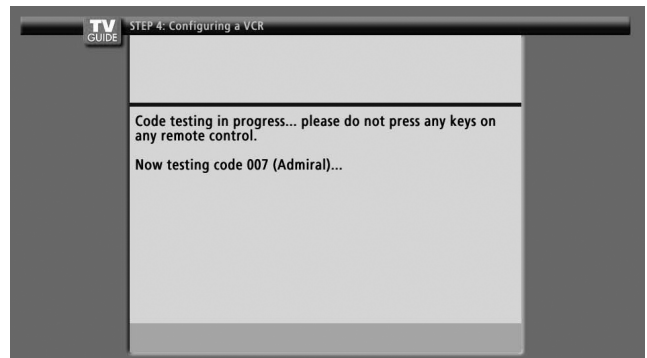 TV
GUIDE
STEP 4: Configuring a VCR
Code testing in progress... please do not press any keys on
any remote control.
Now testing code 007 (Admiral)...